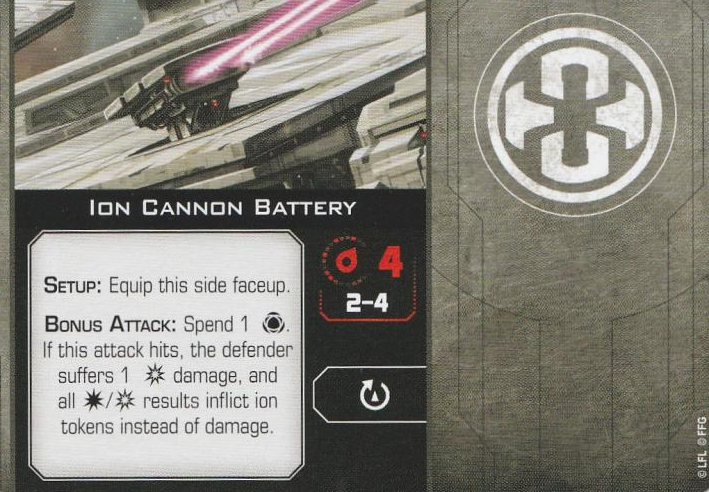 Ion Cannon Battery
Setup: Equip this side faceup.
4
2-4
Bonus Attack: Spend 1 .
If this attack hits, the defender
suffers 1 damage, and
all / results inflict ion
tokens instead of damage.
©LFL ©FFG